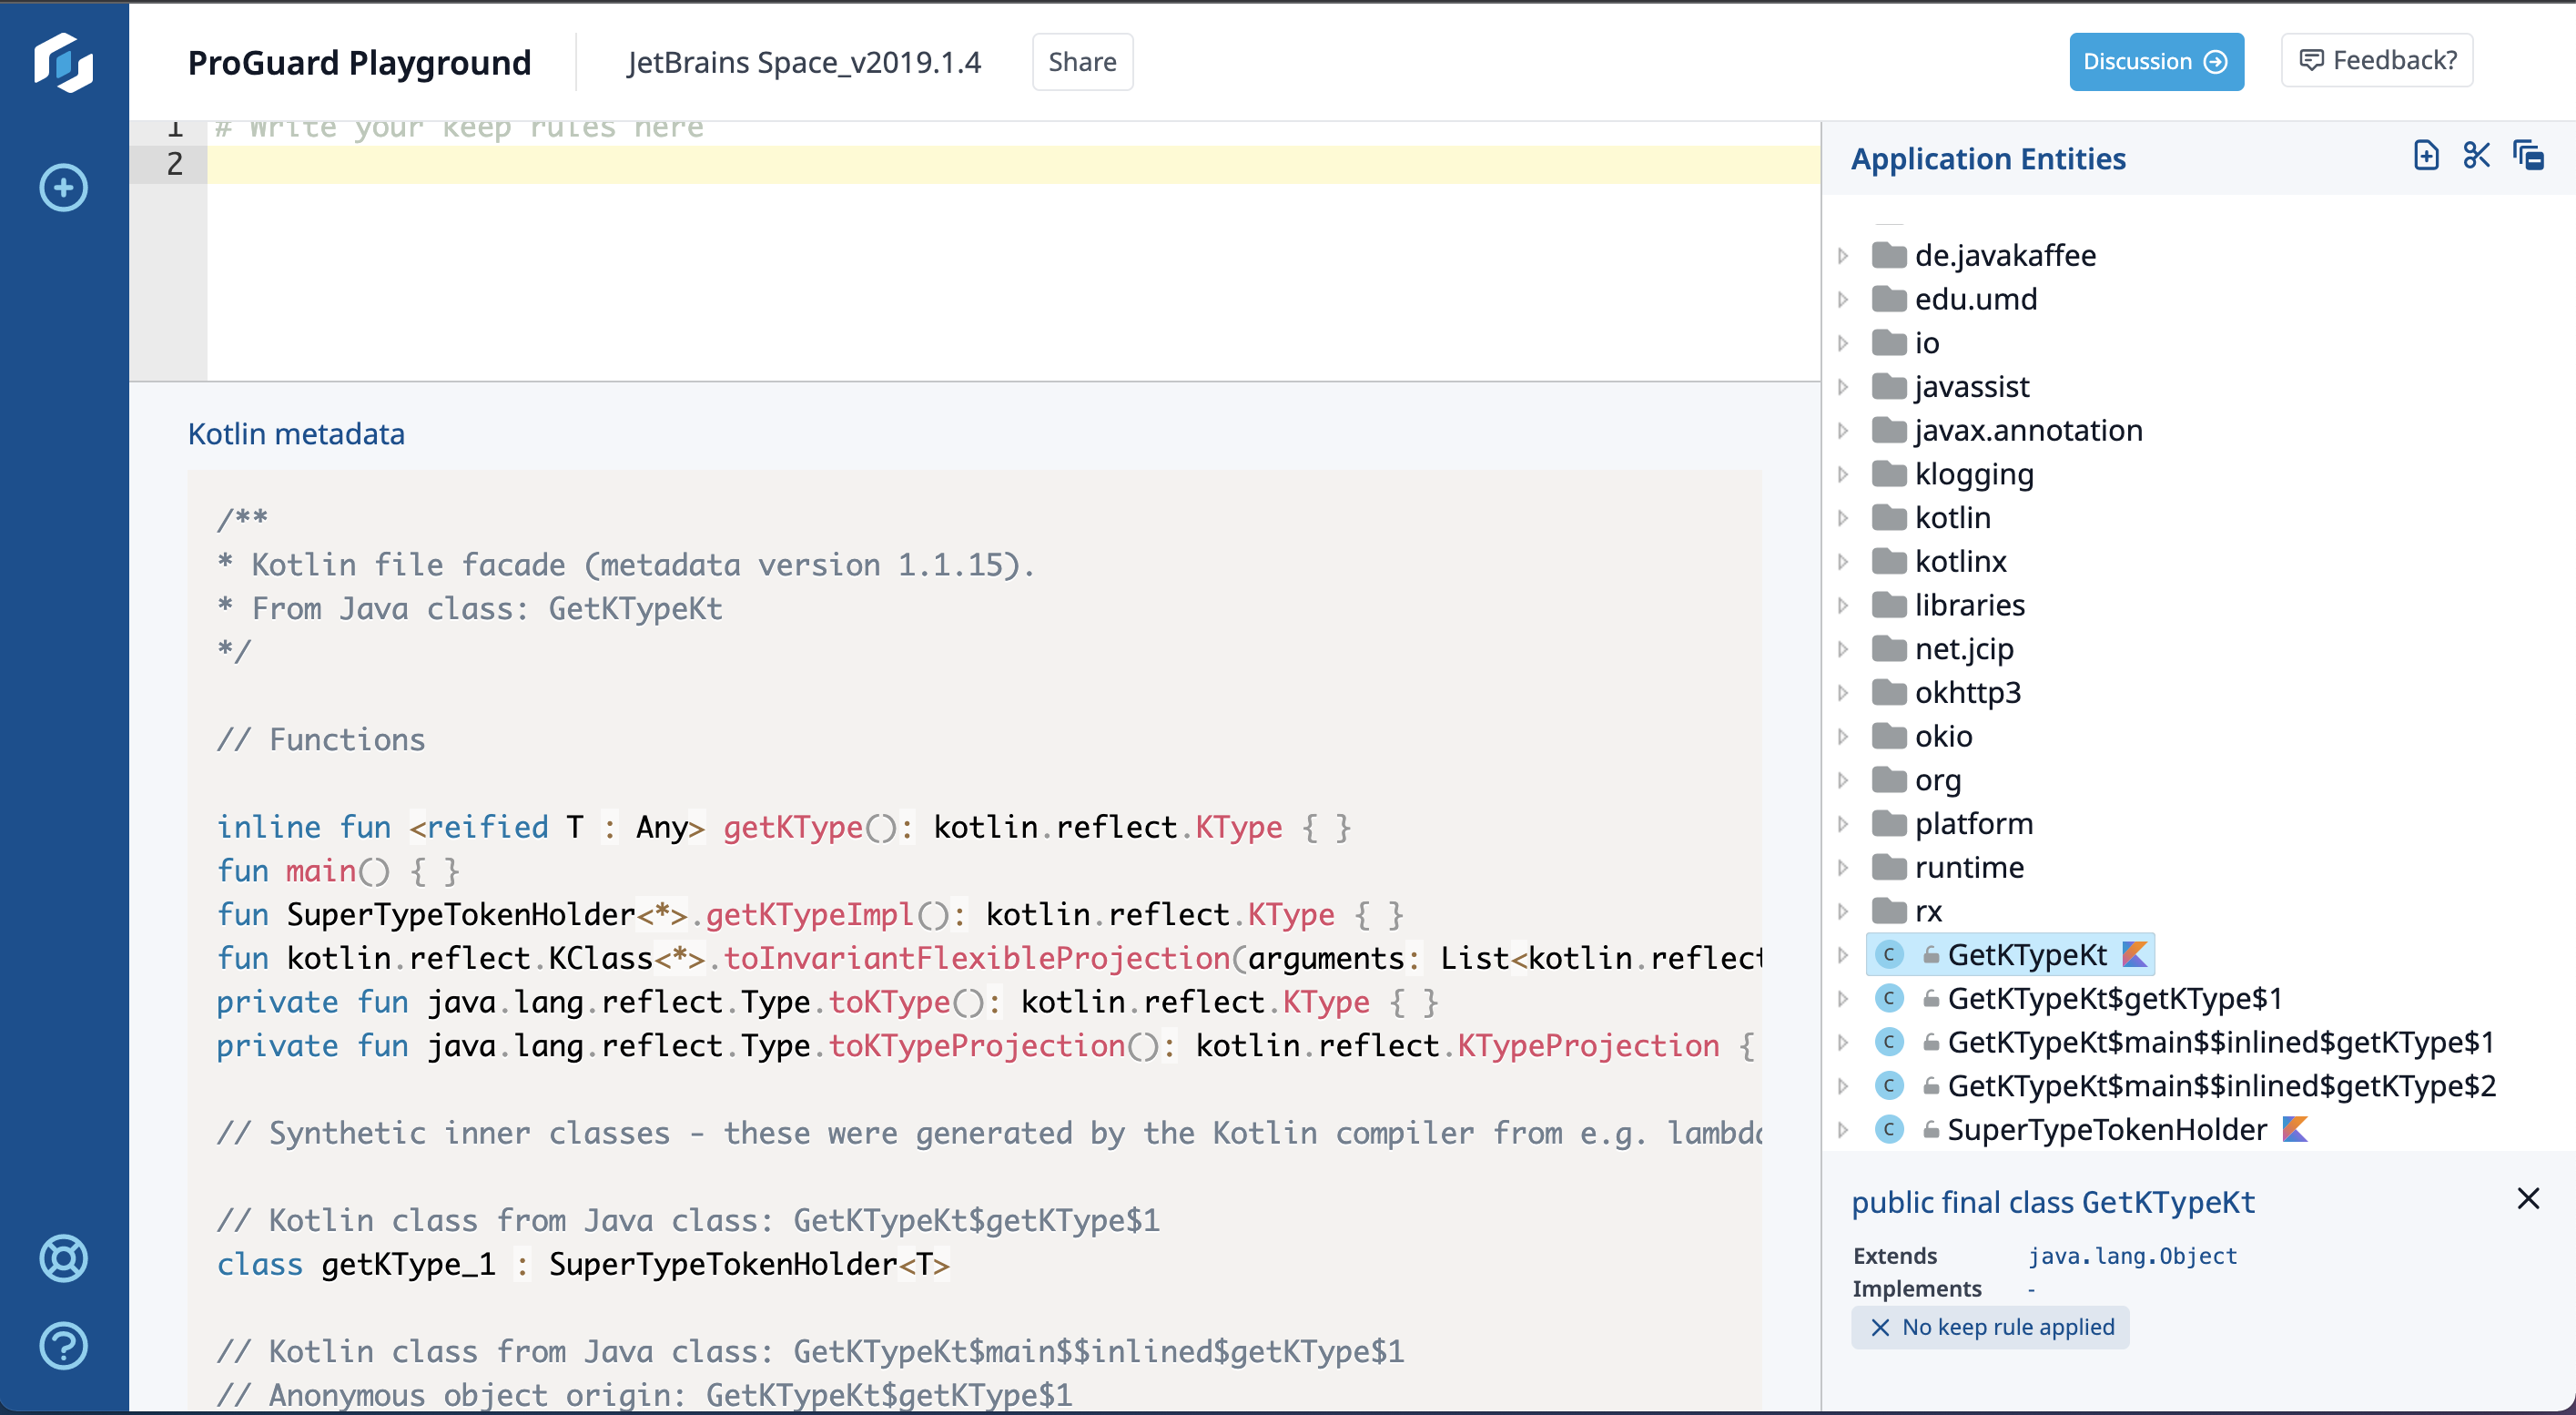 ProGuard Playground
JetBrains Space_v2019.1.4
Share
Discussion
Feedback?
1 # Write your keep rules here
2
Kotlin metadata
/**
* Kotlin file facade (metadata version 1.1.15).
* From Java class: GetKTypeKt
*/
// Functions
inline fun <reified T : Any> getKType(): kotlin.reflect.KType { }
fun main() { }
fun SuperTypeTokenHolder<*>.getKTypeImpl(): kotlin.reflect.KType { }
fun kotlin.reflect.KClass<*>.toInvariantFlexibleProjection(arguments: List<kotlin.reflect
private fun java.lang.reflect.Type.toKType(): kotlin.reflect.KType { }
private fun java.lang.reflect.Type.toKTypeProjection(): kotlin.reflect.KTypeProjection {
// Synthetic inner classes - these were generated by the Kotlin compiler from e.g. lambda
// Kotlin class from Java class: GetKTypeKt$getKType$1
class getKType_1 : SuperTypeTokenHolder<T>
// Kotlin class from Java class: GetKTypeKt$main$$inlined$getKType$1
// Anonymous object origin: GetKTypeKt$getKType$1
Application Entities
de.javakaffee
edu.umd
io
javassist
javax.annotation
klogging
kotlin
kotlinx
libraries
net.jcip
okhttp3
okio
org
platform
runtime
rx
C GetKTypeKt
C GetKTypeKt$getKType$1
C GetKTypeKt$main$$inlined$getKType$1
C GetKTypeKt$main$$inlined$getKType$2
C SuperTypeTokenHolder
public final class GetKTypeKt
Extends java.lang.Object
Implements -
No keep rule applied